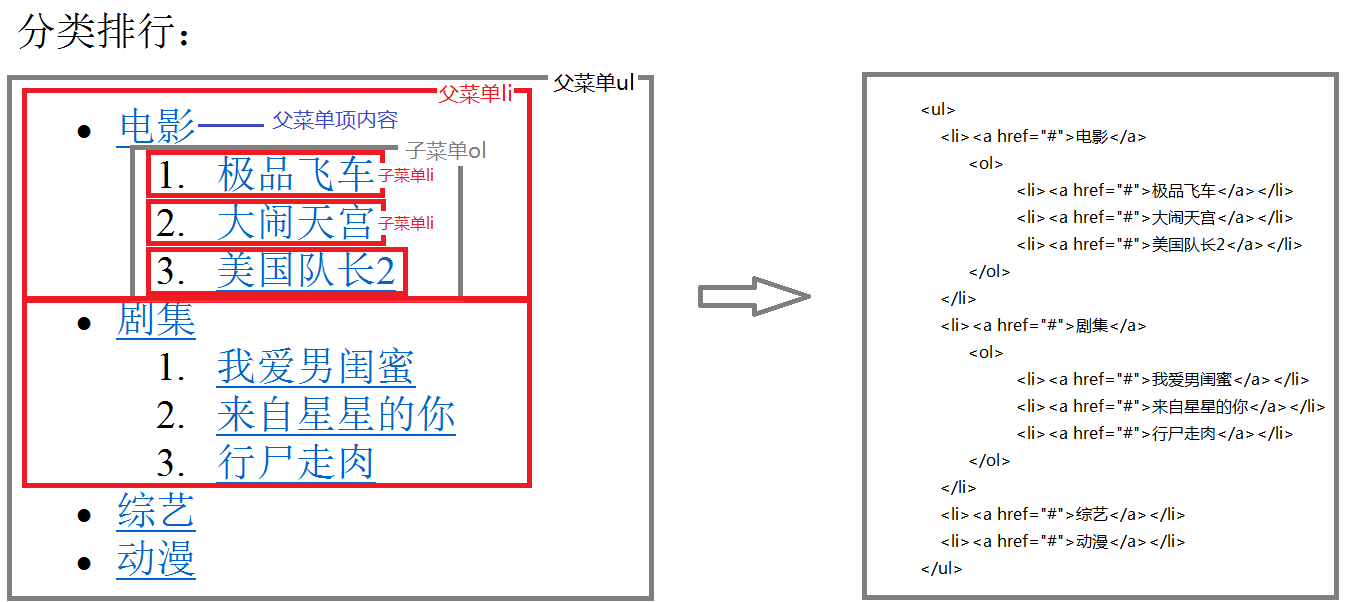 分类排行：
父菜单ul
父菜单li
电影
父菜单项内容
子菜单ol
1. 极品飞车
子菜单li
2. 大闹天宫
子菜单li
3. 美国队长2
剧集
1. 我爱男闺蜜
2. 来自星星的你
3. 行尸走肉
综艺
动漫
<ul>
<li><a href="#">电影</a>
<ol>
<li><a href="#">极品飞车</a></li>
<li><a href="#">大闹天宫</a></li>
<li><a href="#">美国队长2</a></li>
</ol>
</li>
<li><a href="#">剧集</a>
<ol>
<li><a href="#">我爱男闺蜜</a></li>
<li><a href="#">来自星星的你</a></li>
<li><a href="#">行尸走肉</a></li>
</ol>
</li>
<li><a href="#">综艺</a></li>
<li><a href="#">动漫</a></li>
</ul>